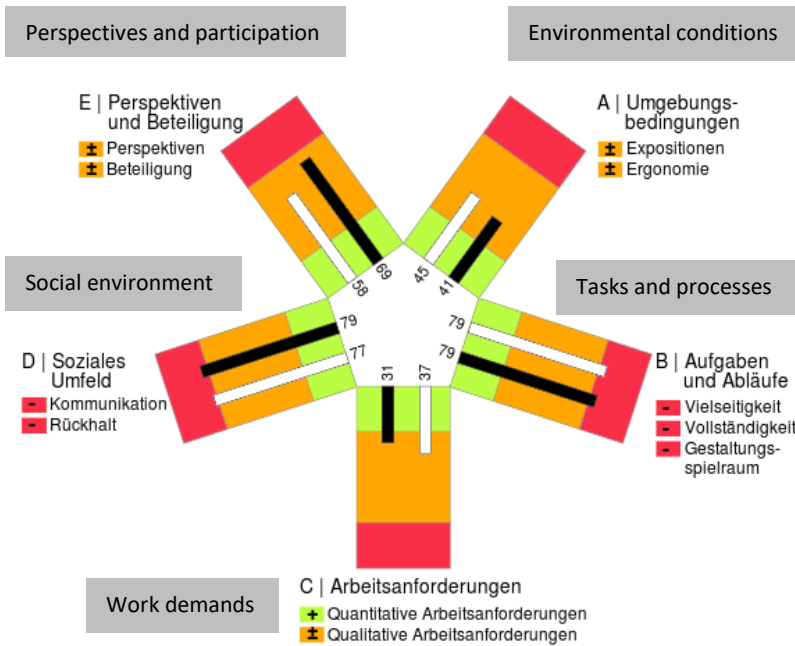 Perspectives and participation
Environmental conditions
E | Perspektiven
und Beteiligung
± Perspektiven
± Beteiligung
A | Umgebungs-
bedingungen
± Expositionen
± Ergonomie
69
58
45
41
Social environment
Tasks and processes
79
77
79
79
D | Soziales
Umfeld
- Kommunikation
- Rückhalt
B | Aufgaben
und Abläufe
- Vielseitigkeit
- Vollständigkeit
- Gestaltungs-
spielraum
31
37
Work demands
C | Arbeitsanforderungen
+ Quantitative Arbeitsanforderungen
± Qualitative Arbeitsanforderungen